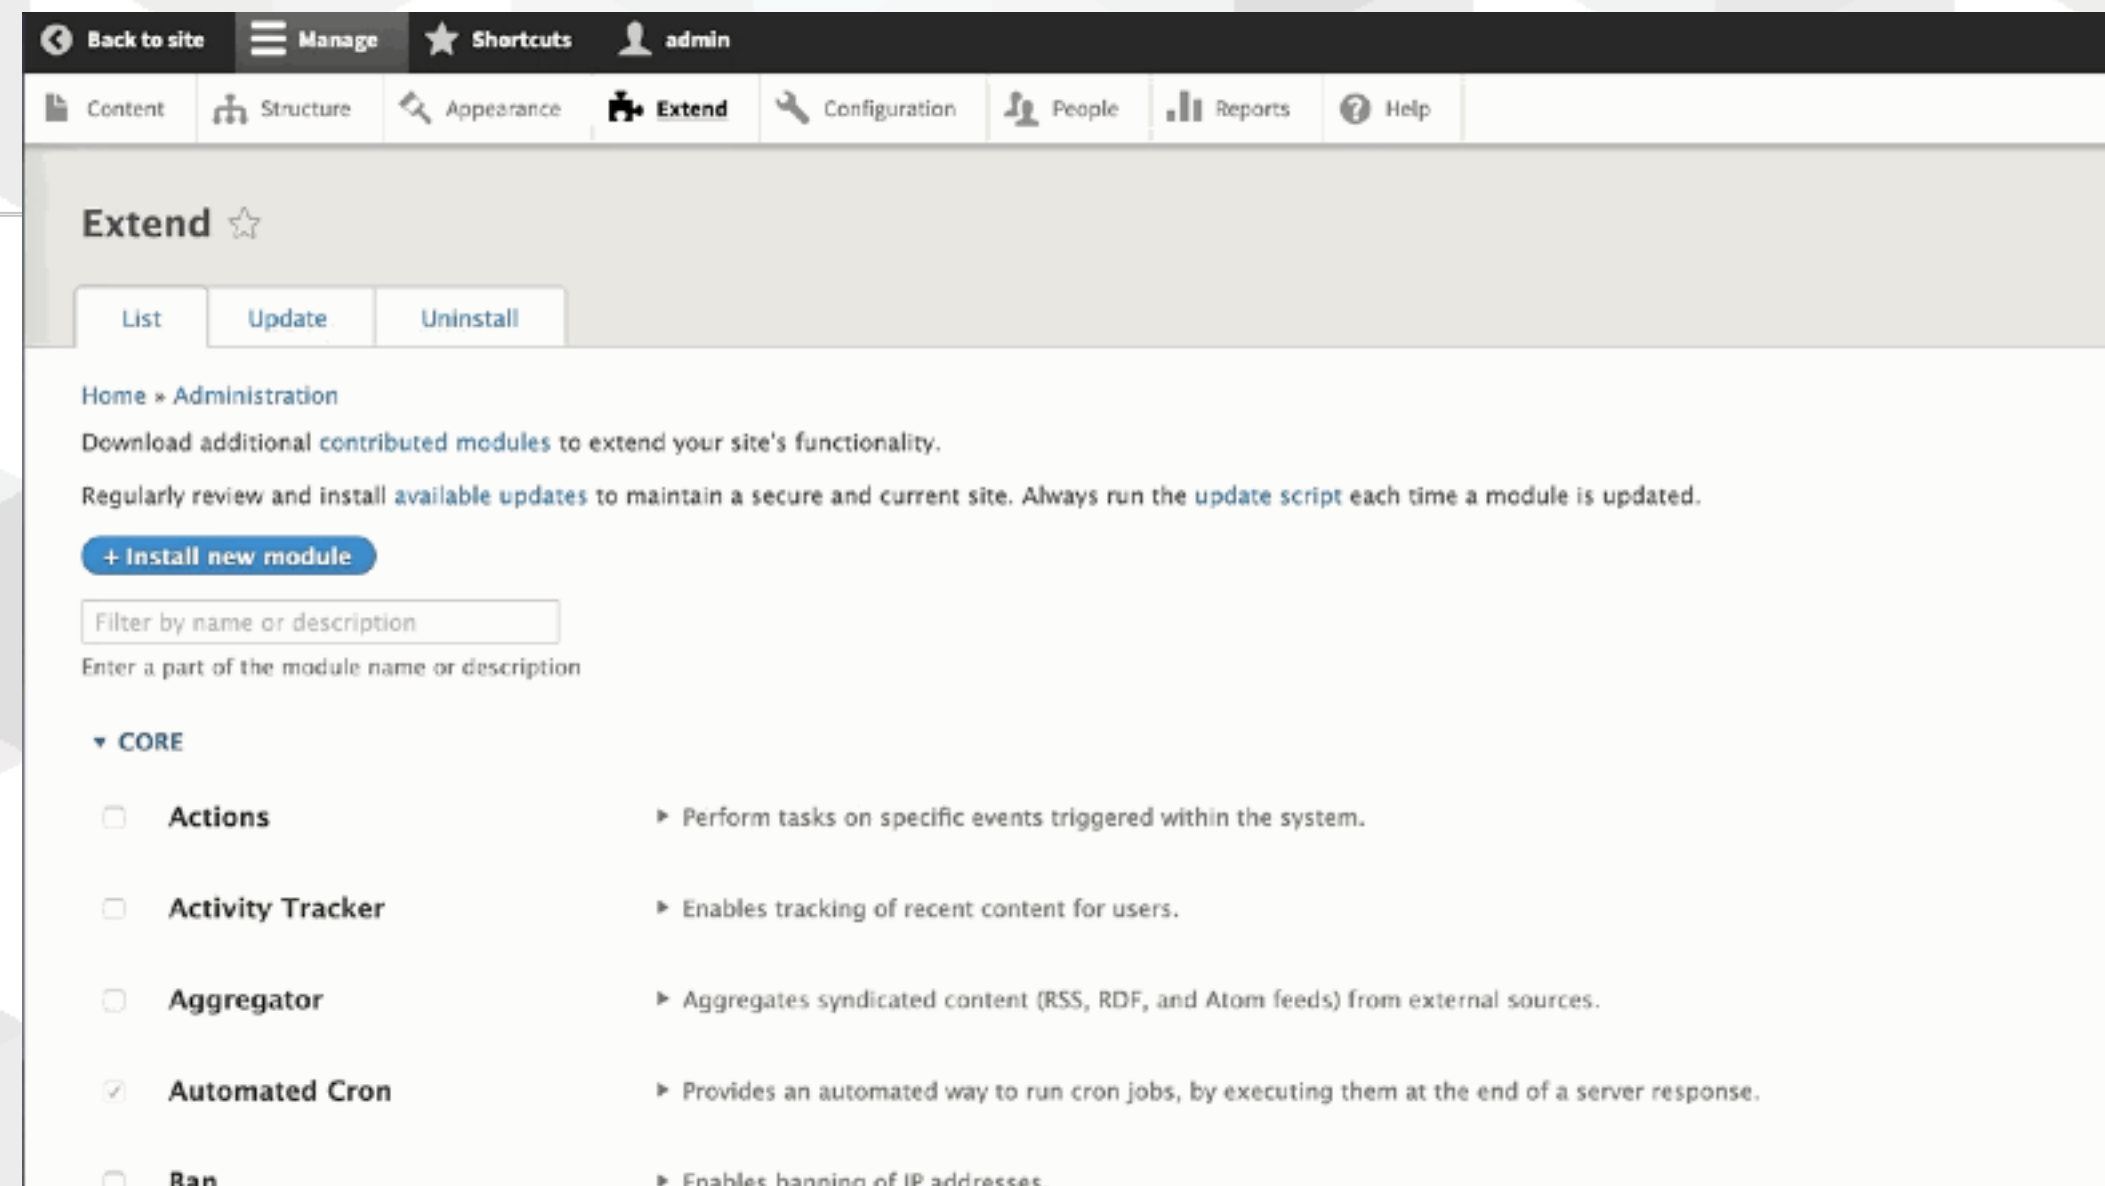 Back to site Manage Shortcuts admin
Content Structure Appearance Extend Configuration People Reports Help
Extend
List Update Uninstall
Home » Administration
Download additional contributed modules to extend your site's functionality.
Regularly review and install available updates to maintain a secure and current site. Always run the update script each time a module is updated.
+ Install new module
Filter by name or description
Enter a part of the module name or description
▾ CORE
Actions ▸ Perform tasks on specific events triggered within the system.
Activity Tracker ▸ Enables tracking of recent content for users.
Aggregator ▸ Aggregates syndicated content (RSS, RDF, and Atom feeds) from external sources.
Automated Cron ▸ Provides an automated way to run cron jobs, by executing them at the end of a server response.
Ban ▸ Enables banning of IP addresses.